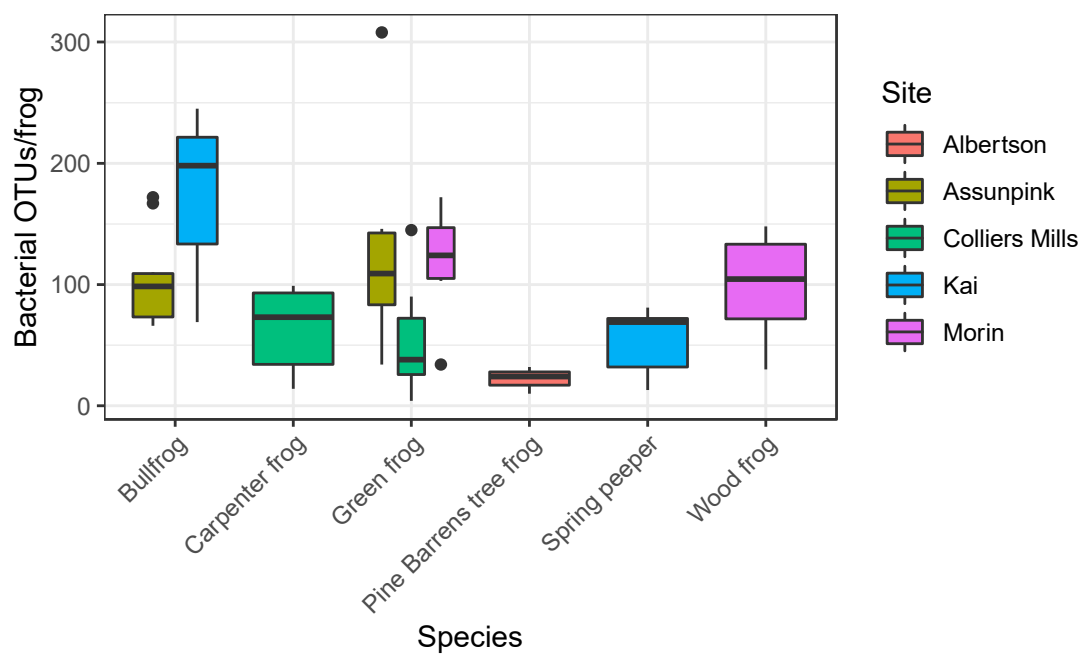 300
200
100
0
Bacterial OTUs/frog
Bullfrog
Carpenter frog
Green frog
Pine Barrens tree frog
Spring peeper
Wood frog
Species
Site
Albertson
Assunpink
Colliers Mills
Kai
Morin